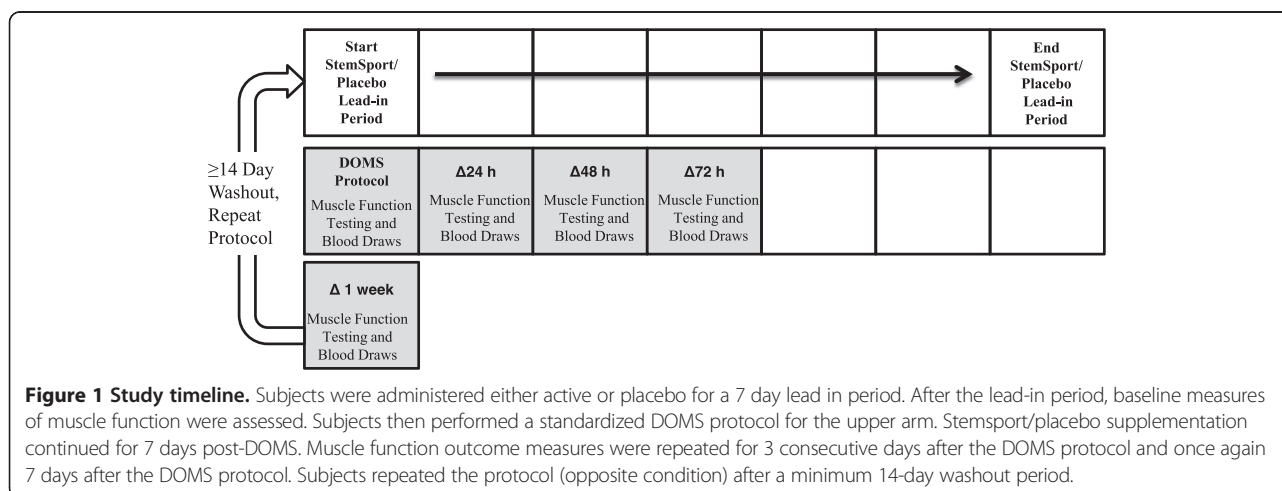 Start
StemSport/
Placebo
Lead-in
Period
End
StemSport/
Placebo
Lead-in
Period
≥14 Day
Washout,
Repeat
Protocol
DOMS
Protocol
Muscle Function
Testing and
Blood Draws
Δ24 h
Muscle Function
Testing and
Blood Draws
Δ48 h
Muscle Function
Testing and
Blood Draws
Δ72 h
Muscle Function
Testing and
Blood Draws
Δ 1 week
Muscle Function
Testing and
Blood Draws
Figure 1 Study timeline. Subjects were administered either active or placebo for a 7 day lead in period. After the lead-in period, baseline measures
of muscle function were assessed. Subjects then performed a standardized DOMS protocol for the upper arm. Stemsport/placebo supplementation
continued for 7 days post-DOMS. Muscle function outcome measures were repeated for 3 consecutive days after the DOMS protocol and once again
7 days after the DOMS protocol. Subjects repeated the protocol (opposite condition) after a minimum 14-day washout period.